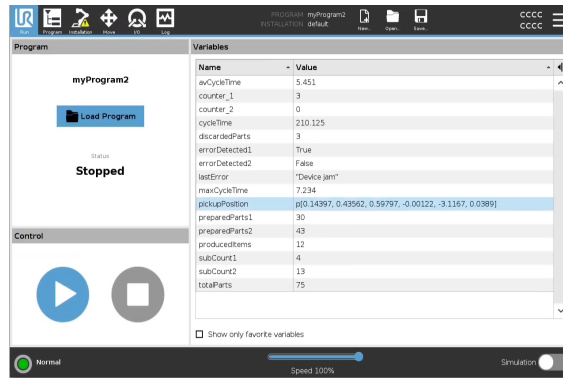 UR
Run
Program
Installation
Move
I/O
Log
PROGRAM myProgram2
INSTALLATION default
New...
Open...
Save...
CCCC
CCCC
Program
myProgram2
Load Program
Status
Stopped
Control
Variables
Name Value
avCycleTime 5.451
counter_1 3
counter_2 0
cycleTime 210.125
discardedParts 3
errorDetected1 True
errorDetected2 False
lastError "Device jam"
maxCycleTime 7.234
pickupPosition p[0.14397, 0.43562, 0.59797, -0.00122, -3.1167, 0.0389]
preparedParts1 30
preparedParts2 43
producedItems 12
subCount1 4
subCount2 13
totalParts 75
Show only favorite variables
Normal
Speed 100%
Simulation